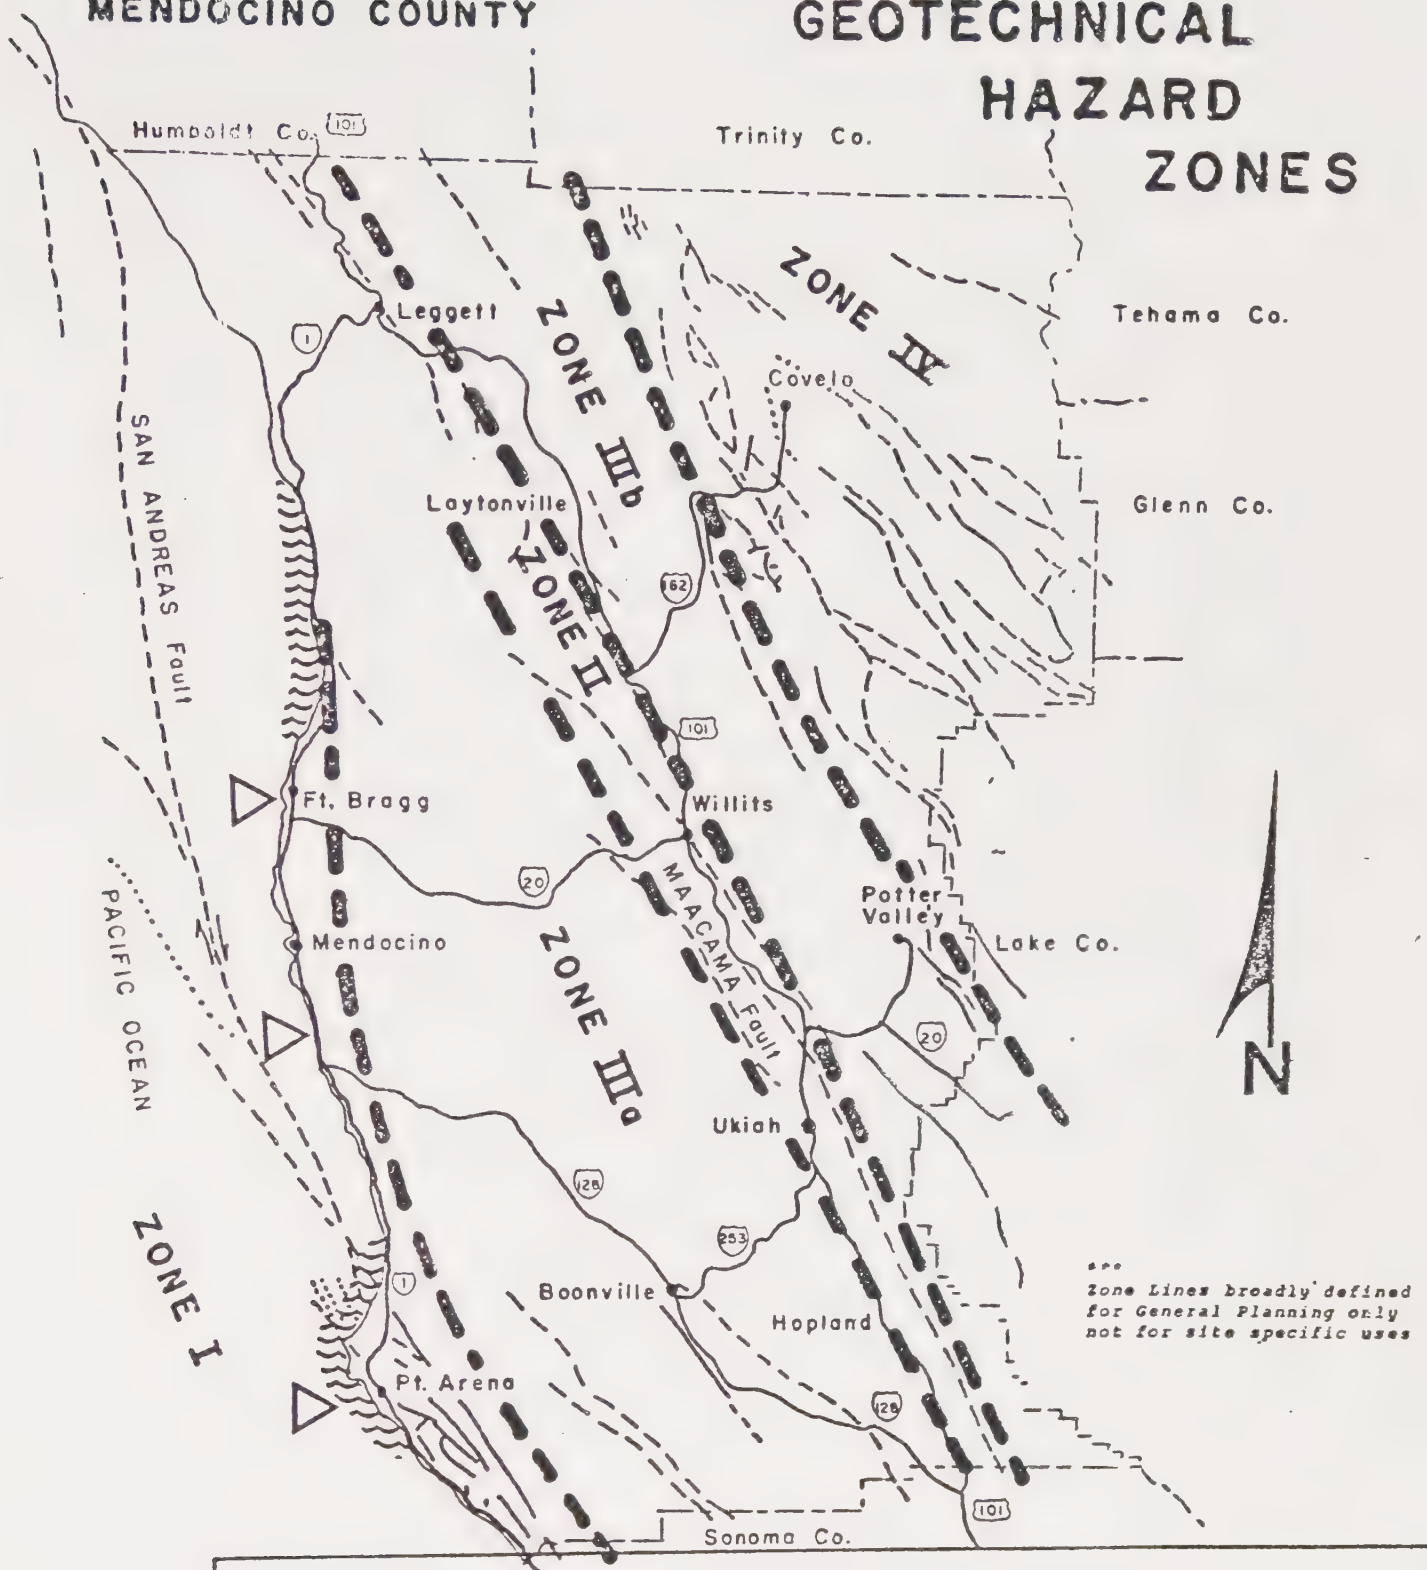 MENDOCINO COUNTY
GEOTECHNICAL
HAZARD
ZONES
Humboldt Co.
101
Trinity Co.
ZONE IV
Tehama Co.
Leggett
1
ZONE IIIb
Covelo
SAN ANDREAS Fault
Laytonville
Glenn Co.
ZONE II
162
101
Ft. Bragg
Willits
20
MAACAMA Fault
Potter
Valley
PACIFIC OCEAN
Mendocino
ZONE IIIa
Lake Co.
20
N
Ukiah
128
ZONE I
253
1
Boonville
Hopland
***
Zone Lines broadly defined
for General Planning only
not for site specific uses
Pt. Arena
128
101
Sonoma Co.